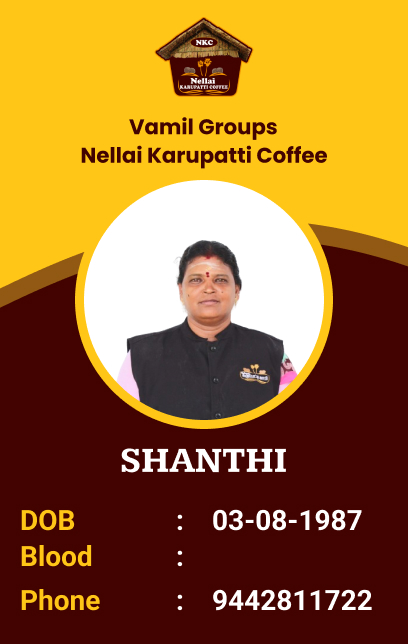 NKC
Nellai
KARUPATTI COFFEE
Vamil Groups
Nellai Karupatti Coffee
SHANTHI
DOB : 03-08-1987
Blood :
Phone : 9442811722